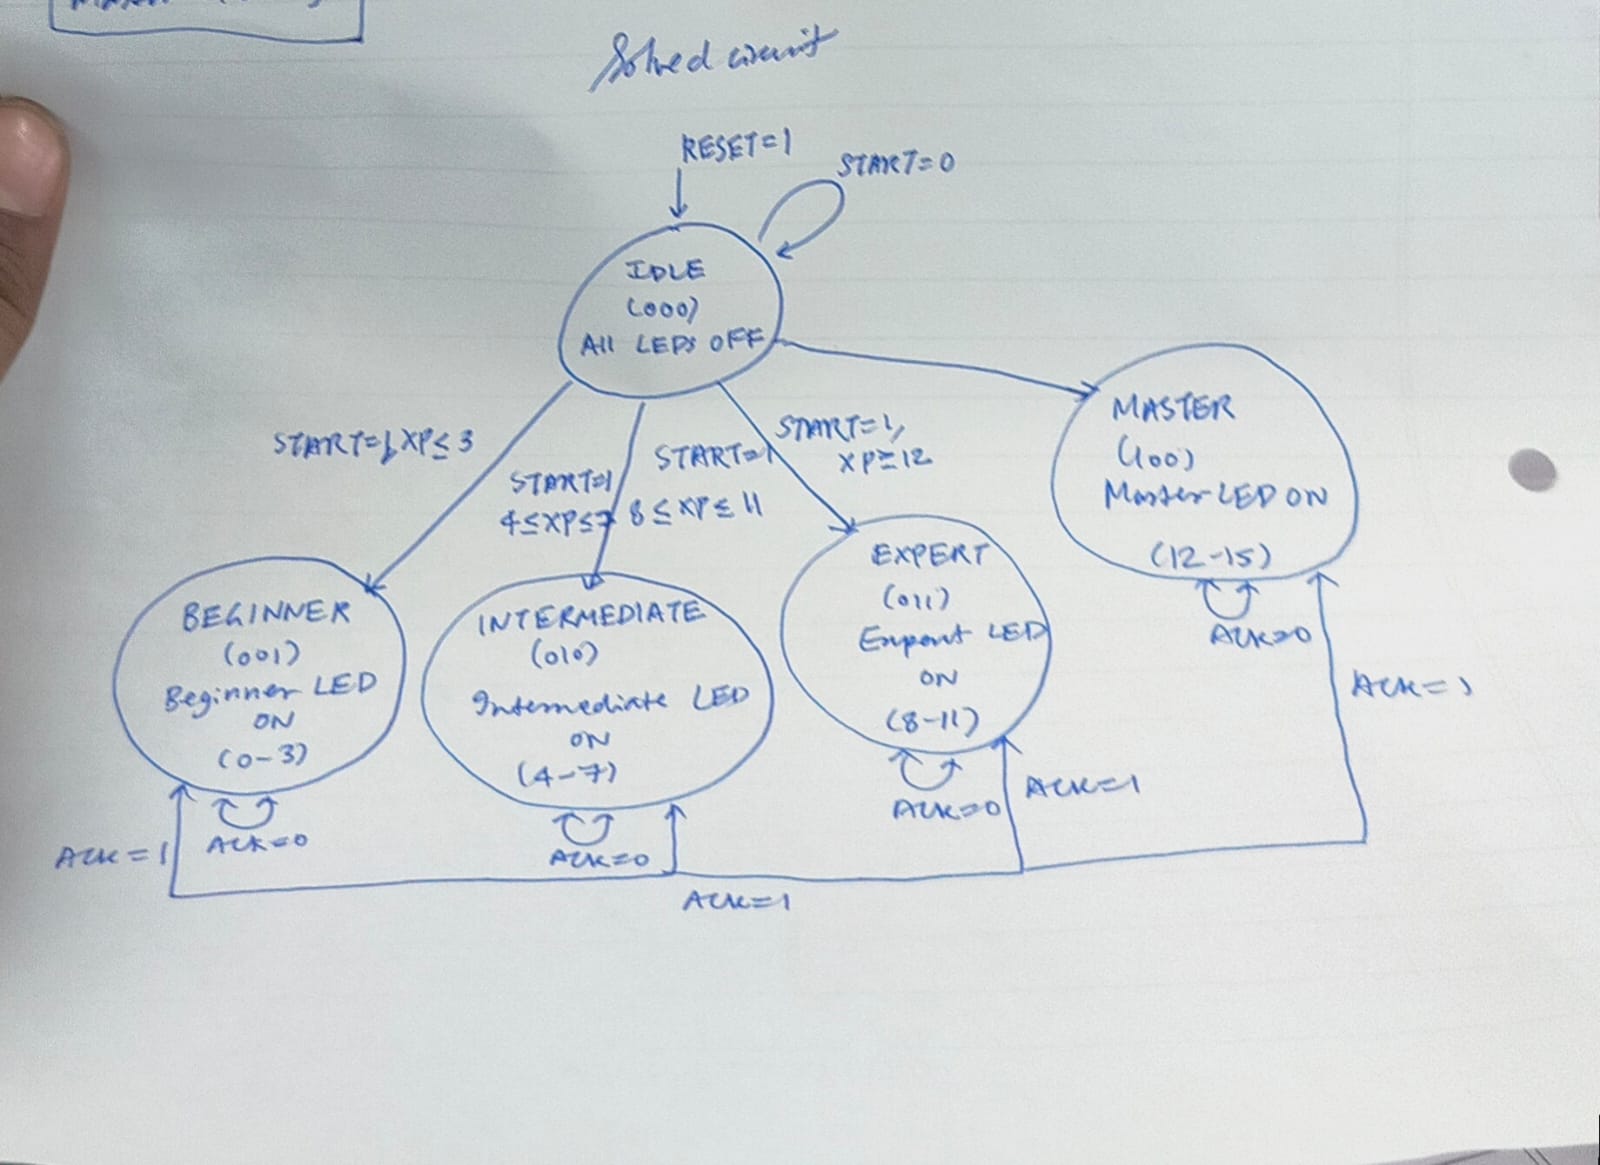 Solved circuit
RESET=1
START=0
IDLE
(000)
All LEDs OFF
START=1, XP≤3
START=1
4≤XP≤7
START=1
8≤XP≤11
START=1,
XP≥12
MASTER
(100)
Master LED ON
(12-15)
ACK=0
ACK=1
EXPERT
(011)
Expert LED
ON
(8-11)
ACK=0
ACK=1
BEGINNER
(001)
Beginner LED
ON
(0-3)
ACK=1
ACK=0
INTERMEDIATE
(010)
Intermediate LED
ON
(4-7)
ACK=0
ACK=1